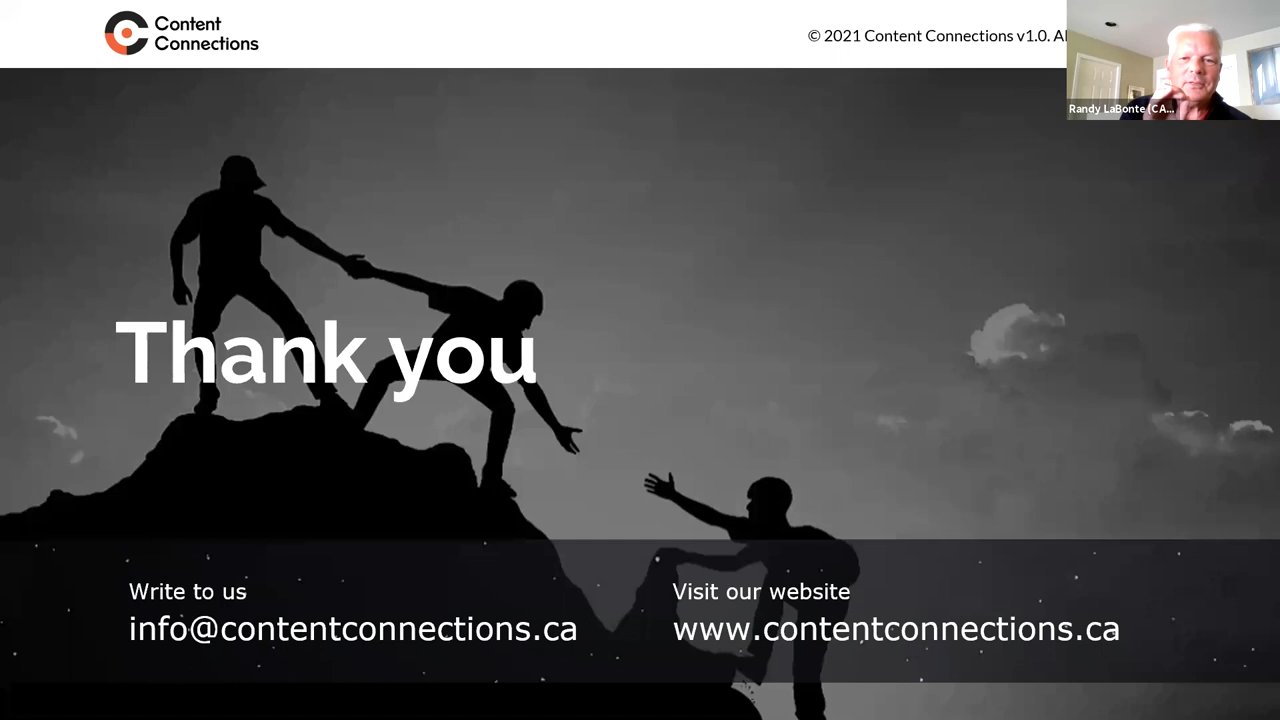 Content
Connections
© 2021 Content Connections v1.0.
Randy LaBonte (CA...
Thank you
Write to us
info@contentconnections.ca
Visit our website
www.contentconnections.ca